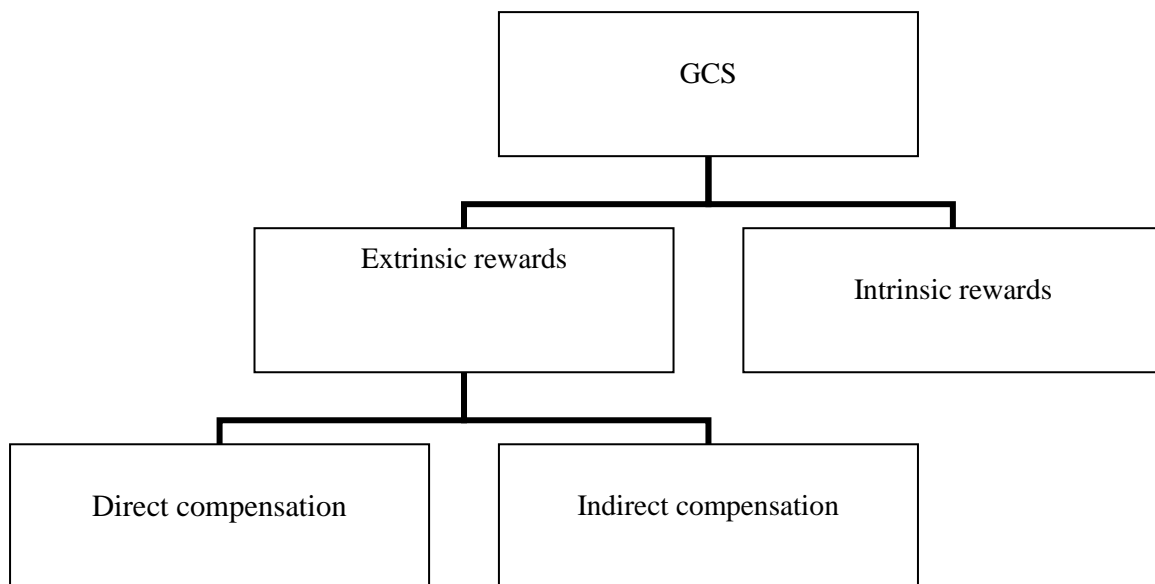 GCS
Extrinsic rewards
Intrinsic rewards
Direct compensation
Indirect compensation